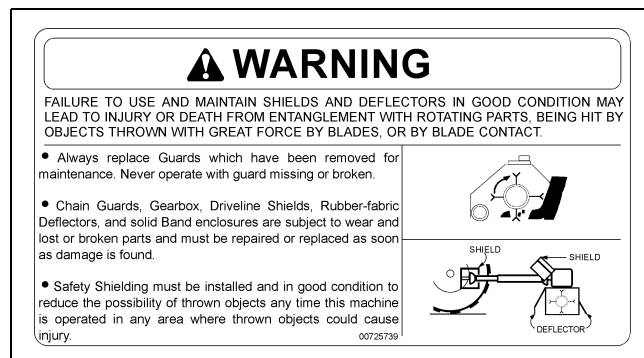 WARNING
FAILURE TO USE AND MAINTAIN SHIELDS AND DEFLECTORS IN GOOD CONDITION MAY
LEAD TO INJURY OR DEATH FROM ENTANGLEMENT WITH ROTATING PARTS, BEING HIT BY
OBJECTS THROWN WITH GREAT FORCE BY BLADES, OR BY BLADE CONTACT.
• Always replace Guards which have been removed for
maintenance. Never operate with guard missing or broken.
• Chain Guards, Gearbox, Driveline Shields, Rubber-fabric
Deflectors, and solid Band enclosures are subject to wear and
lost or broken parts and must be repaired or replaced as soon
as damage is found.
• Safety Shielding must be installed and in good condition to
reduce the possibility of thrown objects any time this machine
is operated in any area where thrown objects could cause
injury.
00725739
SHIELD
SHIELD
DEFLECTOR